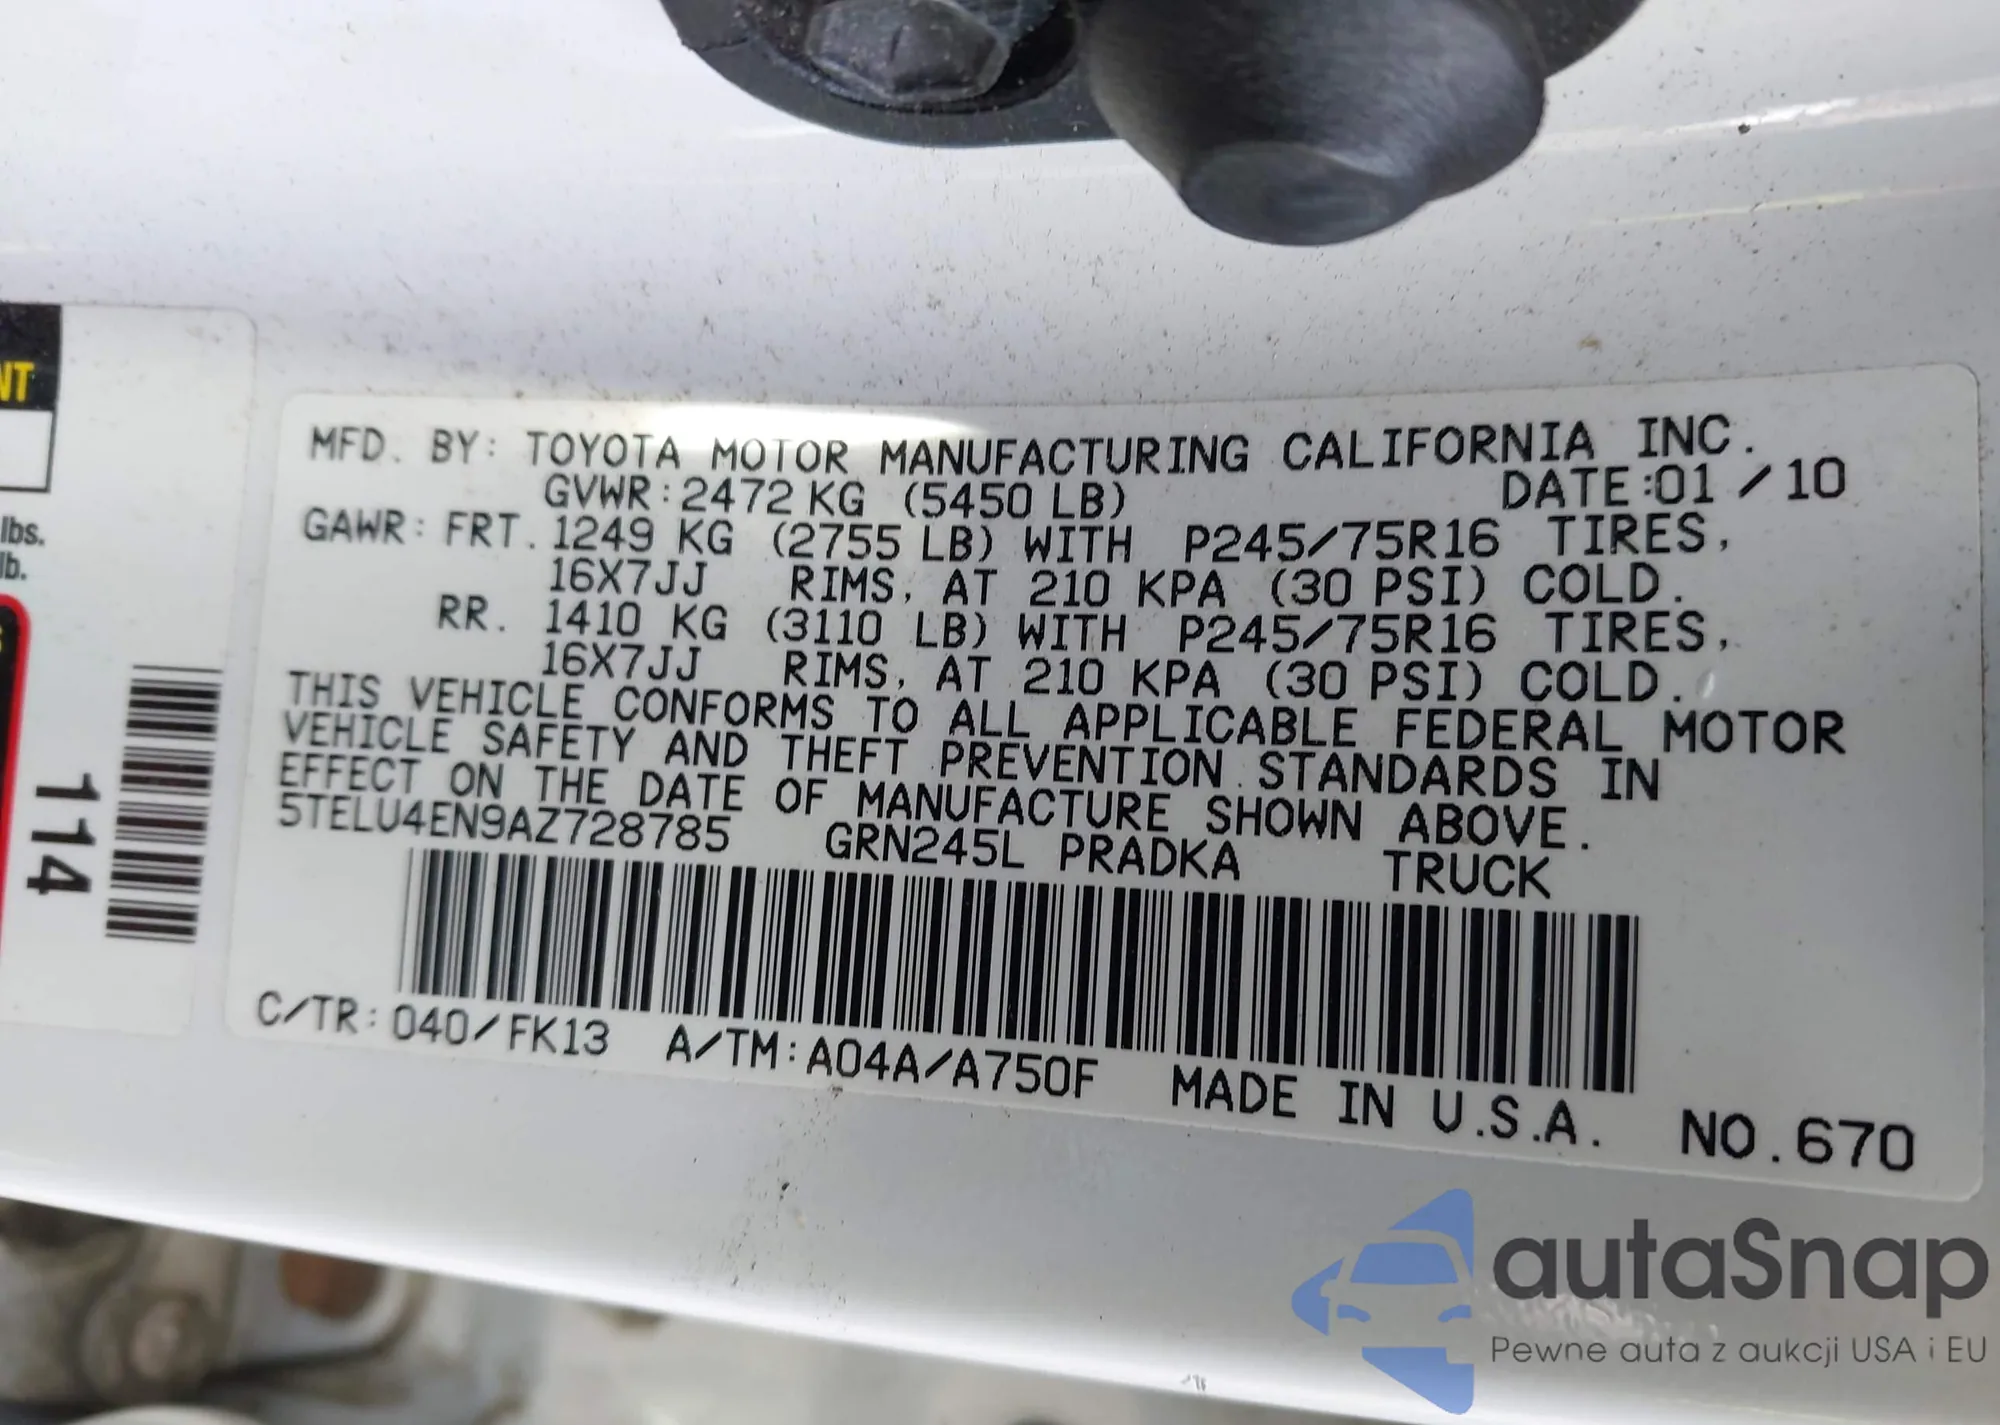 NT
lbs.
lb.
114
MFD. BY: TOYOTA MOTOR MANUFACTURING CALIFORNIA INC.
GVWR:2472 KG (5450 LB) DATE:01/10
GAWR: FRT. 1249 KG (2755 LB) WITH P245/75R16 TIRES,
16X7JJ RIMS, AT 210 KPA (30 PSI) COLD.
RR. 1410 KG (3110 LB) WITH P245/75R16 TIRES,
16X7JJ RIMS, AT 210 KPA (30 PSI) COLD.
THIS VEHICLE CONFORMS TO ALL APPLICABLE FEDERAL MOTOR
VEHICLE SAFETY AND THEFT PREVENTION STANDARDS IN
EFFECT ON THE DATE OF MANUFACTURE SHOWN ABOVE.
5TELU4EN9AZ728785 GRN245L PRADKA TRUCK
C/TR: 040/FK13 A/TM:A04A/A750F MADE IN U.S.A. NO.670
autaSnap
Pewne auta z aukcji USA i EU